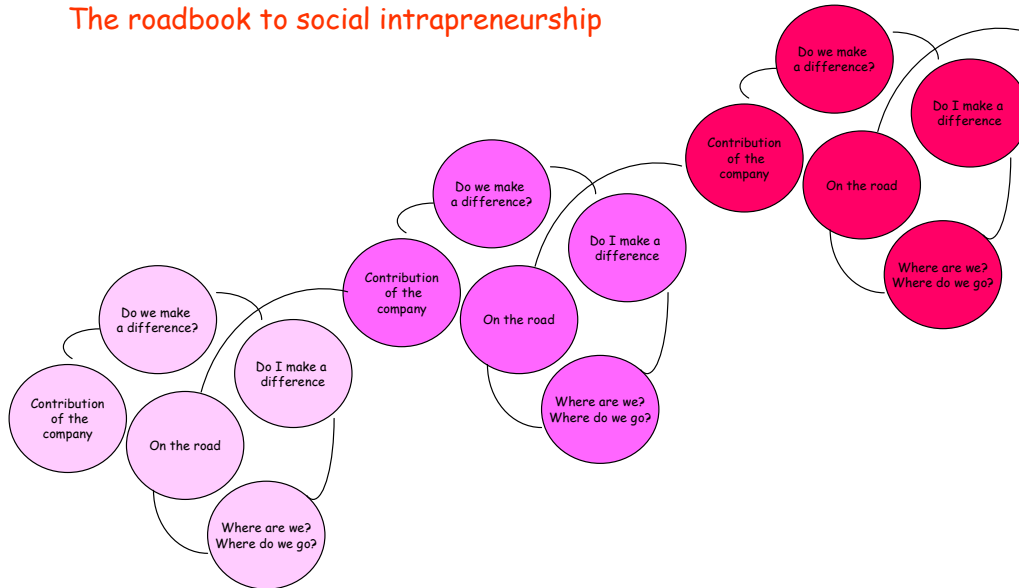 The roadbook to social intrapreneurship
Do we make
a difference?
Do I make a
difference
Contribution
of the
company
On the road
Where are we?
Where do we go?
Do we make
a difference?
Do I make a
difference
Contribution
of the
company
On the road
Where are we?
Where do we go?
Do we make
a difference?
Do I make a
difference
Contribution
of the
company
On the road
Where are we?
Where do we go?